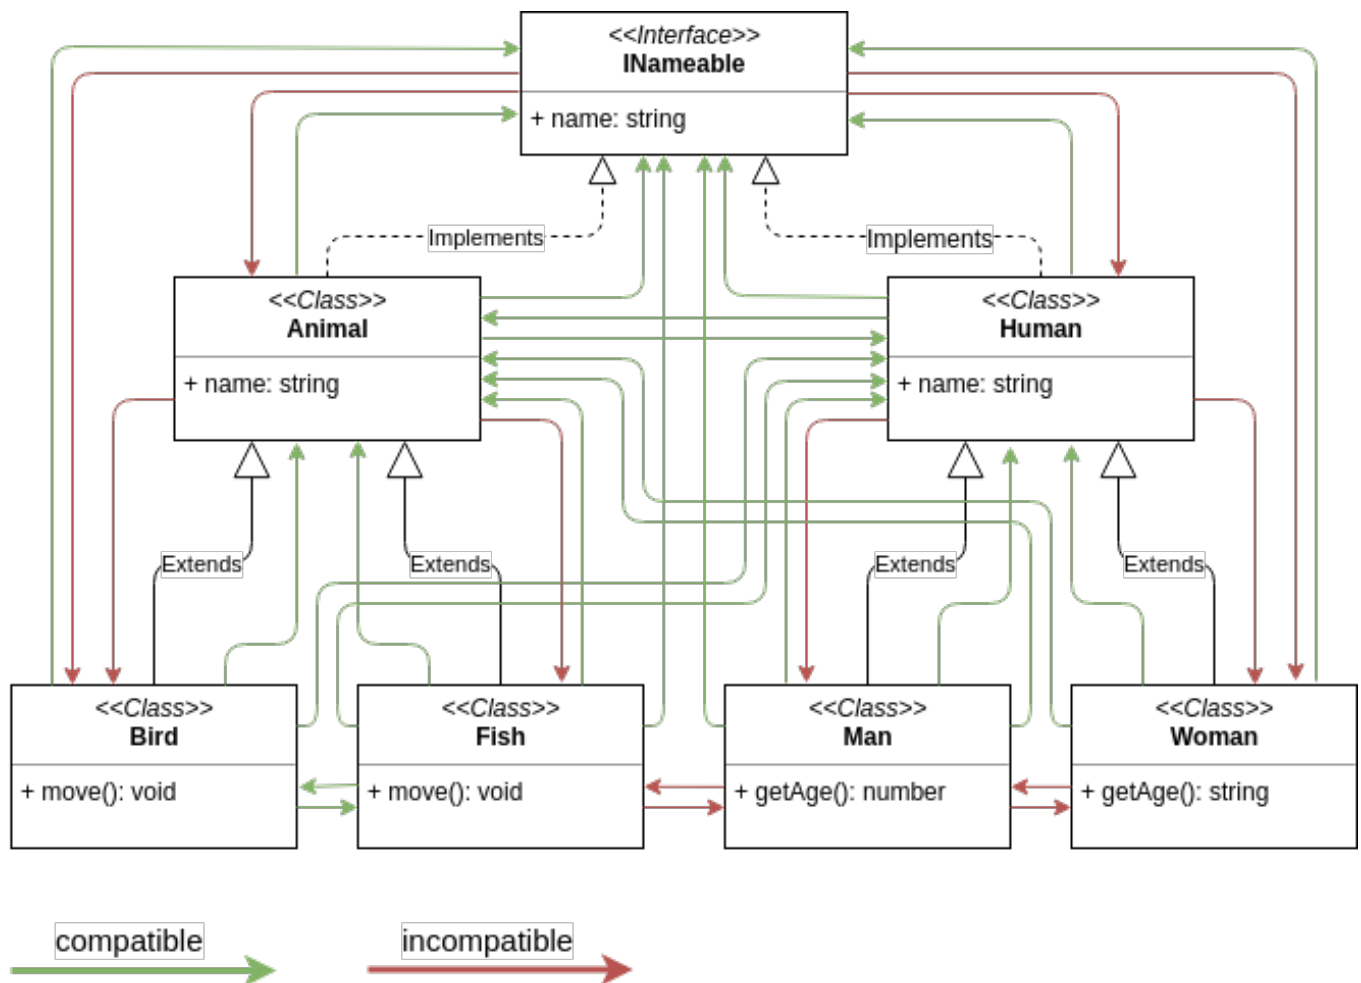 <<Interface>>
INameable
+ name: string
Implements
Implements
<<Class>>
Animal
+ name: string
<<Class>>
Human
+ name: string
Extends
Extends
Extends
Extends
<<Class>>
Bird
+ move(): void
<<Class>>
Fish
+ move(): void
<<Class>>
Man
+ getAge(): number
<<Class>>
Woman
+ getAge(): string
compatible
incompatible